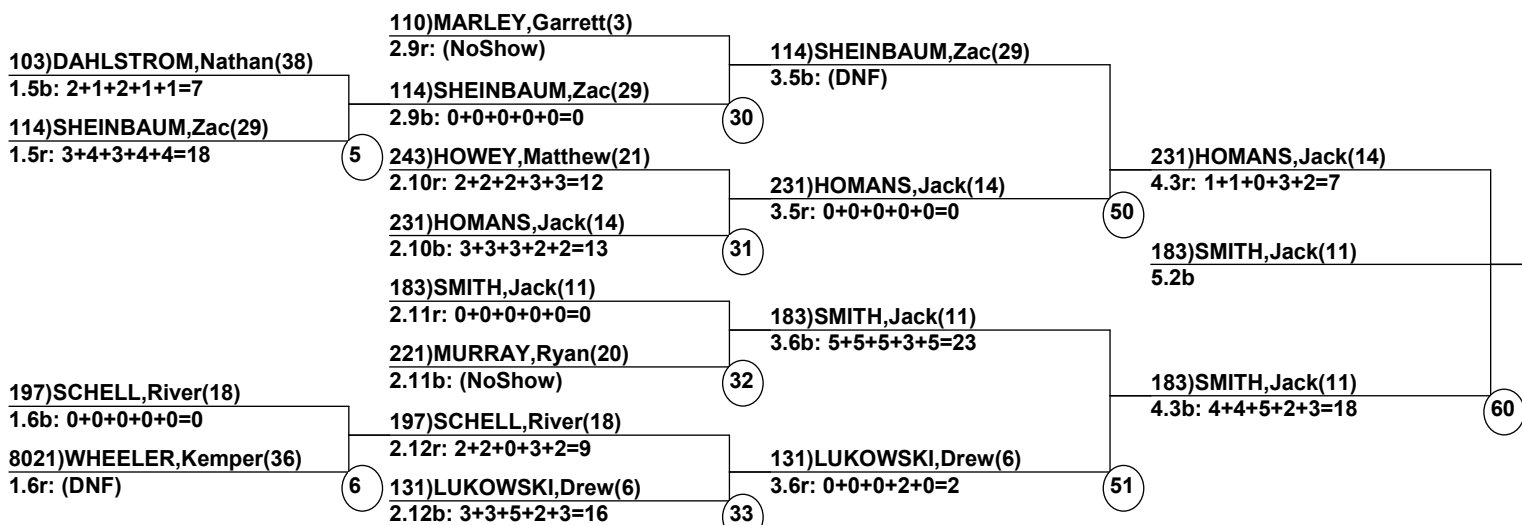 103)DAHLSTROM,Nathan(38)
1.5b: 2+1+2+1+1=7
114)SHEINBAUM,Zac(29)
1.5r: 3+4+3+4+4=18
5
197)SCHELL,River(18)
1.6b: 0+0+0+0+0=0
8021)WHEELER,Kemper(36)
1.6r: (DNF)
6
110)MARLEY,Garrett(3)
2.9r: (NoShow)
114)SHEINBAUM,Zac(29)
2.9b: 0+0+0+0+0=0
30
243)HOWEY,Matthew(21)
2.10r: 2+2+2+3+3=12
231)HOMANS,Jack(14)
2.10b: 3+3+3+2+2=13
31
183)SMITH,Jack(11)
2.11r: 0+0+0+0+0=0
221)MURRAY,Ryan(20)
2.11b: (NoShow)
32
197)SCHELL,River(18)
2.12r: 2+2+0+3+2=9
131)LUKOWSKI,Drew(6)
2.12b: 3+3+5+2+3=16
33
114)SHEINBAUM,Zac(29)
3.5b: (DNF)
231)HOMANS,Jack(14)
3.5r: 0+0+0+0+0=0
50
183)SMITH,Jack(11)
3.6b: 5+5+5+3+5=23
131)LUKOWSKI,Drew(6)
3.6r: 0+0+0+2+0=2
51
231)HOMANS,Jack(14)
4.3r: 1+1+0+3+2=7
183)SMITH,Jack(11)
5.2b
183)SMITH,Jack(11)
4.3b: 4+4+5+2+3=18
60